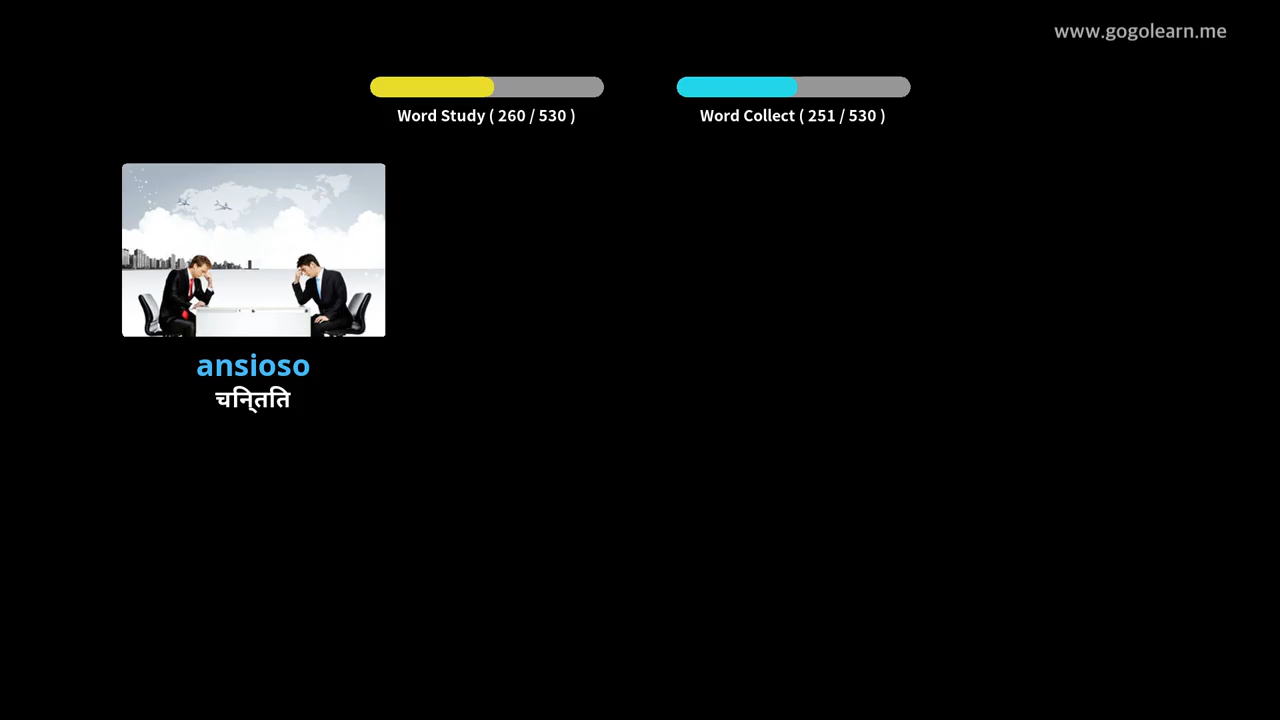 www.gogolearn.me
Word Study ( 260 / 530 )
Word Collect ( 251 / 530 )
ansioso
चिन्तिति